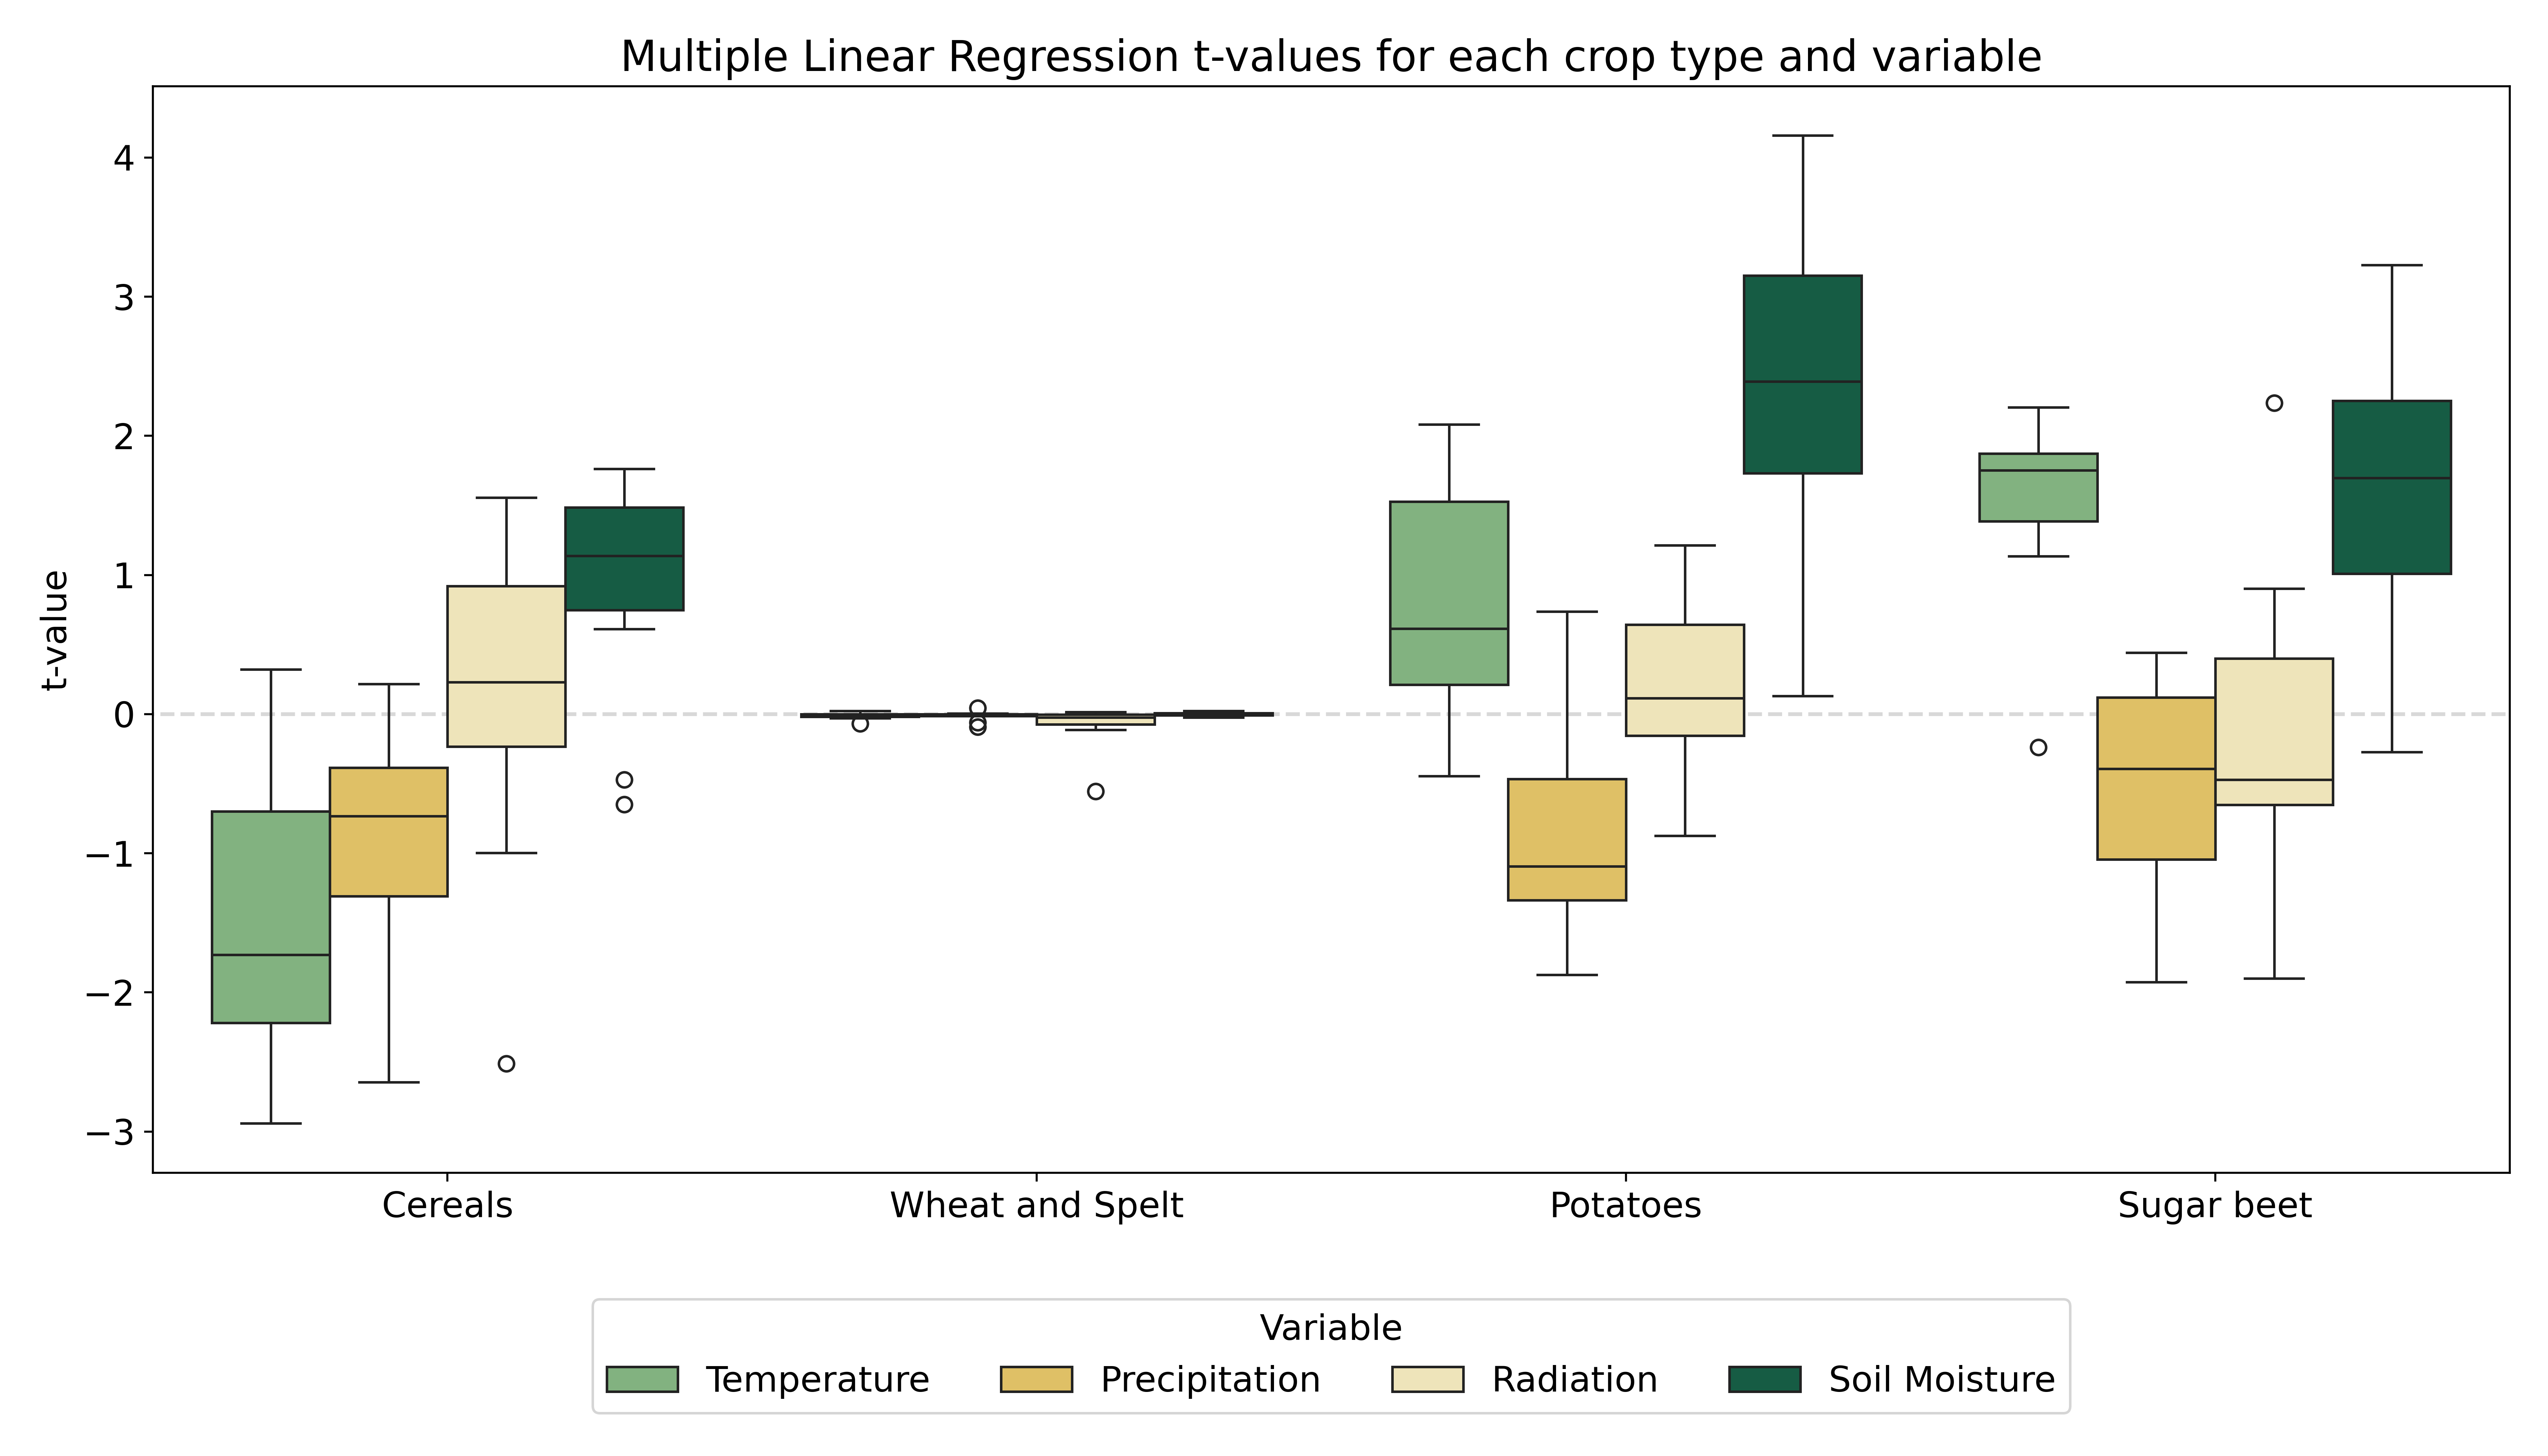 Multiple Linear Regression t-values for each crop type and variable
t-value
4
3
2
1
0
−1
−2
−3
Cereals Wheat and Spelt Potatoes Sugar beet
Variable
Temperature Precipitation Radiation Soil Moisture